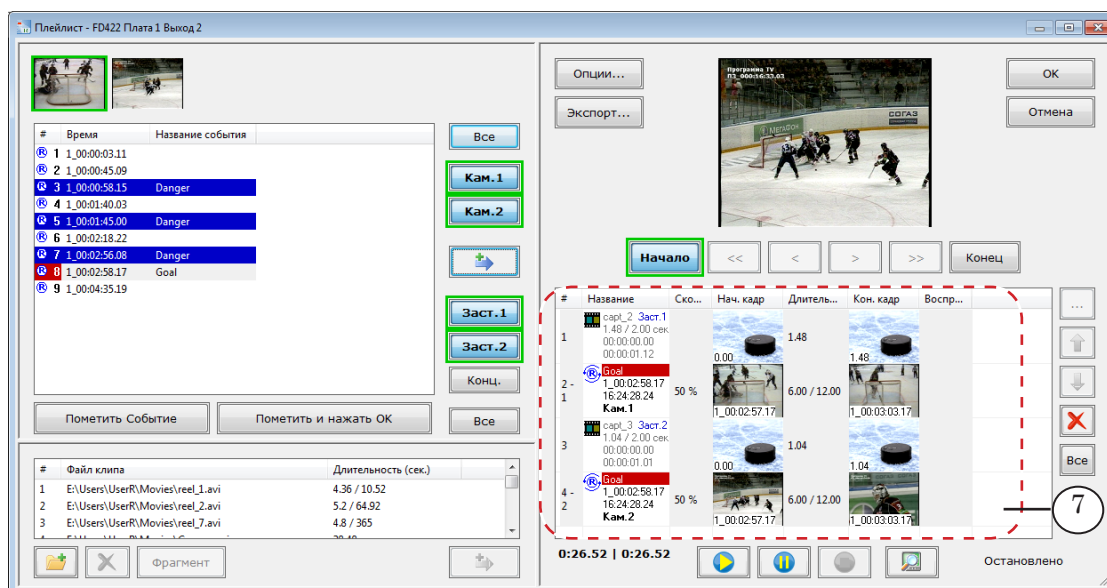 Плейлист - FD422 Плата 1 Выход 2
# Время Название события
R 1 1_00:00:03.11
R 2 1_00:00:45.09
R 3 1_00:00:58.15 Danger
R 4 1_00:01:40.03
R 5 1_00:01:45.00 Danger
R 6 1_00:02:18.22
R 7 1_00:02:56.08 Danger
R 8 1_00:02:58.17 Goal
R 9 1_00:04:35.19
Все
Кам.1
Кам.2
Заст.1
Заст.2
Конц.
Все
Пометить Событие
Пометить и нажать ОК
# Файл клипа Длительность (сек.)
1 E:\Users\UserR\Movies\reel_1.avi 4.36 / 10.52
2 E:\Users\UserR\Movies\reel_2.avi 5.2 / 64.92
3 E:\Users\UserR\Movies\reel_7.avi 4.8 / 365
Фрагмент
Опции...
Экспорт...
Программа TV
ПЗ_000:16:33.03
МЕГАФОН
СОГАЗ
ОК
Отмена
Начало << < > >> Конец
# Название Ско... Нач. кадр Длитель... Кон. кадр Воспр...
capt_2 Заст.1
1.48 / 2.00 сек
1 00:00:00.00 1.48
00:00:01.12 0.00 1.48
R Goal
2 - 1_00:02:58.17
1 16:24:28.24 50 % 6.00 / 12.00
Кам.1 1_00:02:57.17 1_00:03:03.17
capt_3 Заст.2
1.04 / 2.00 сек
3 00:00:00.00 1.04
00:00:01.01 0.00 1.04
R Goal
4 - 1_00:02:58.17
2 16:24:28.24 50 % 6.00 / 12.00
Кам.2 1_00:02:57.17 1_00:03:03.17
...
Все
7
0:26.52 | 0:26.52
Остановлено